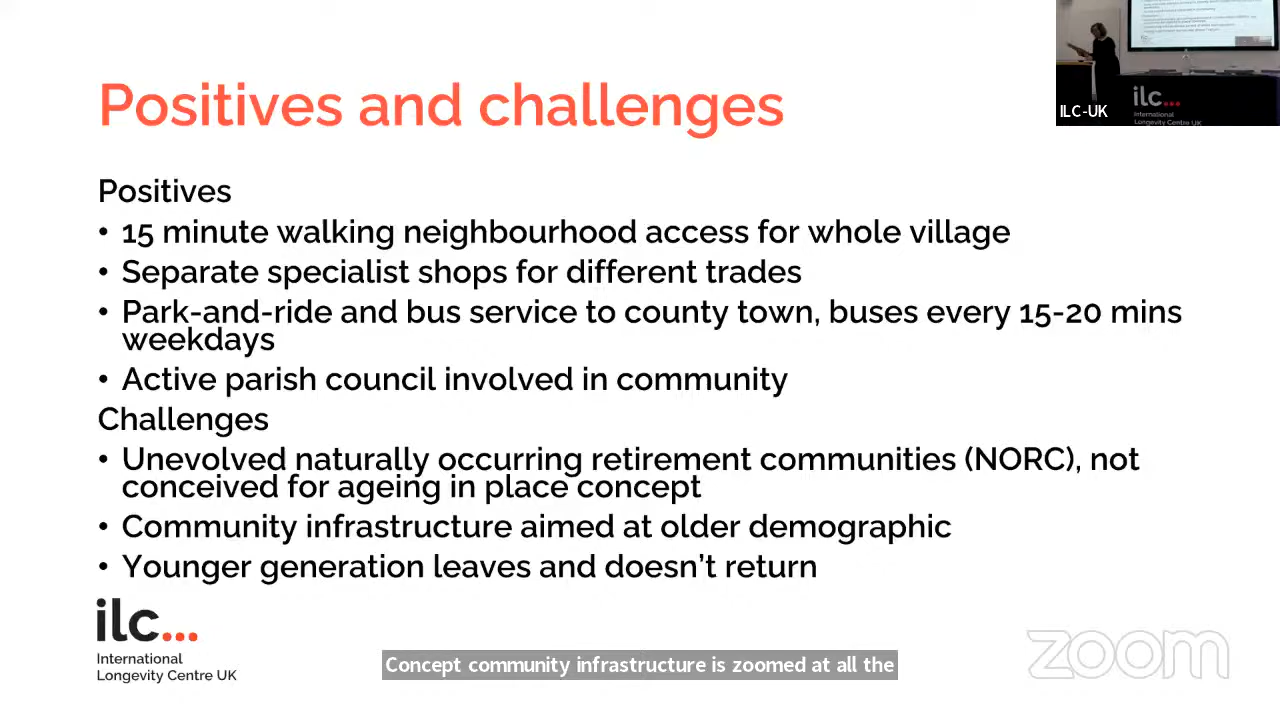 Positives and challenges
Positives
• 15 minute walking neighbourhood access for whole village
• Separate specialist shops for different trades
• Park-and-ride and bus service to county town, buses every 15-20 mins
weekdays
• Active parish council involved in community
Challenges
• Unevolved naturally occurring retirement communities (NORC), not
conceived for ageing in place concept
• Community infrastructure aimed at older demographic
• Younger generation leaves and doesn't return
ilc...
International
Longevity Centre UK
Concept community infrastructure is zoomed at all the
zoom
ILC-UK
ilc...
International
Longevity Centre UK